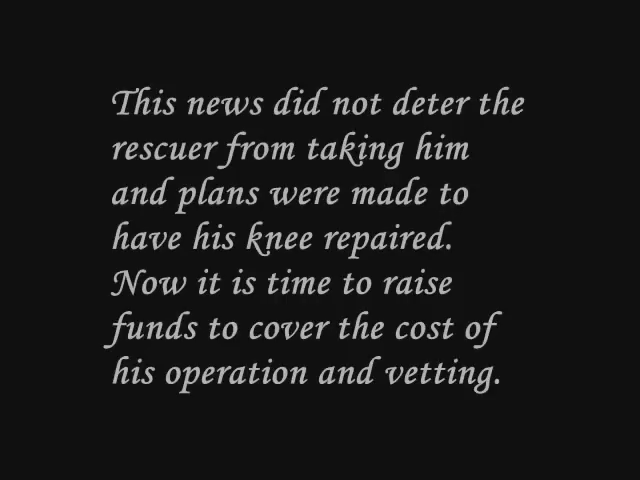 This news did not deter the
rescuer from taking him
and plans were made to
have his knee repaired.
Now it is time to raise
funds to cover the cost of
his operation and vetting.